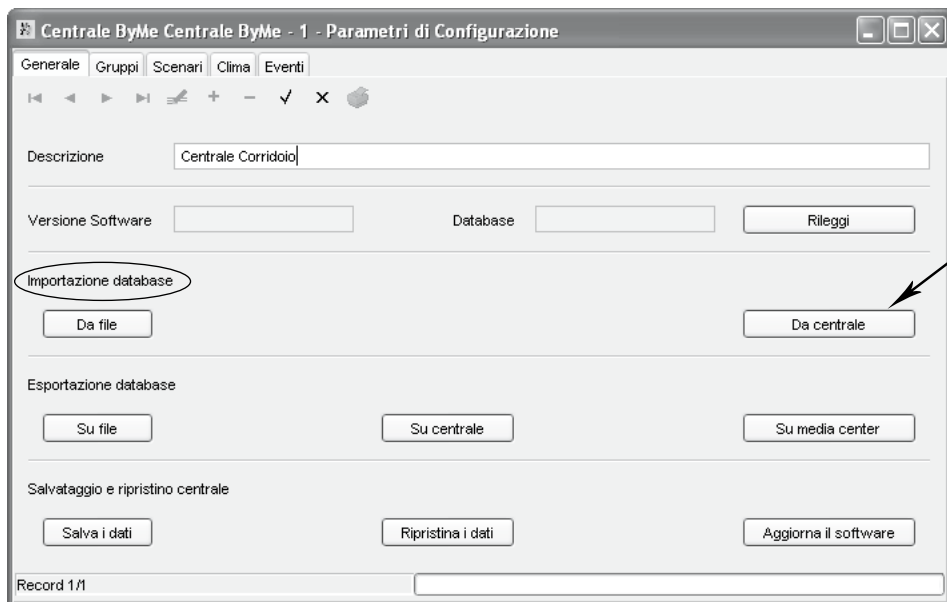 Centrale ByMe Centrale ByMe - 1 - Parametri di Configurazione
Generale Gruppi Scenari Clima Eventi
Descrizione Centrale Corridoio
Versione Software Database Rileggi
Importazione database
Da file Da centrale
Esportazione database
Su file Su centrale Su media center
Salvataggio e ripristino centrale
Salva i dati Ripristina i dati Aggiorna il software
Record 1/1